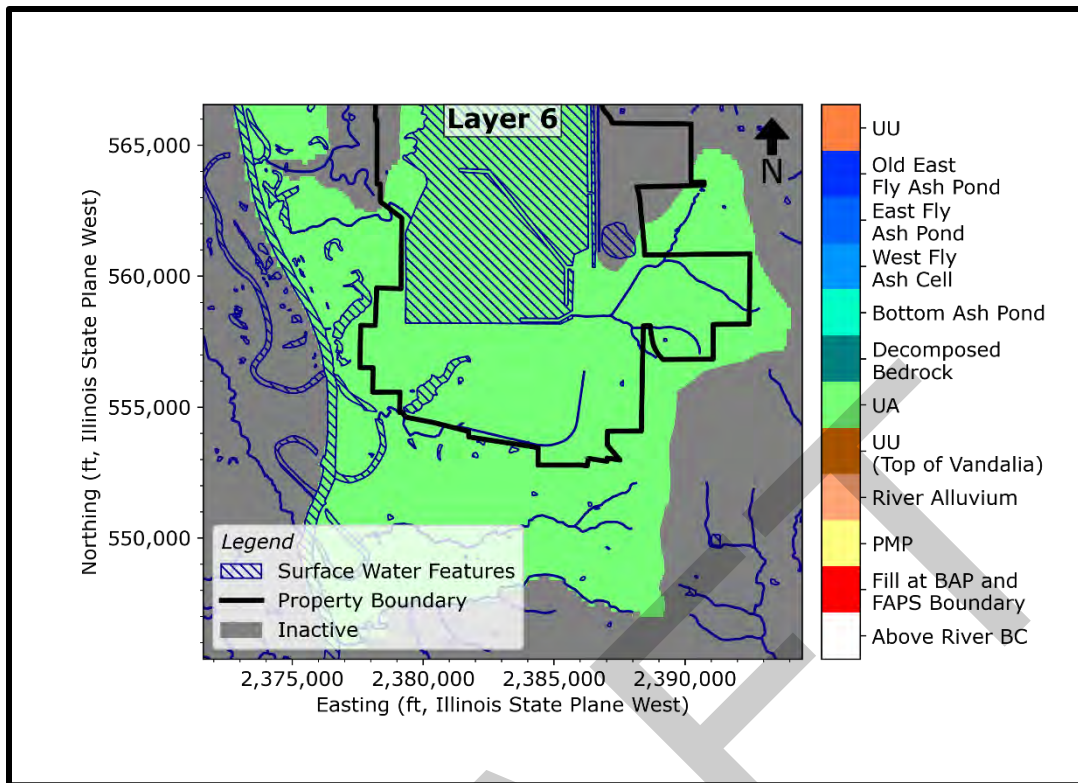 Layer 6
N
565,000
560,000
555,000
550,000
Northing (ft, Illinois State Plane West)
Legend
Surface Water Features
Property Boundary
Inactive
2,375,000 2,380,000 2,385,000 2,390,000
Easting (ft, Illinois State Plane West)
UU
Old East
Fly Ash Pond
East Fly
Ash Pond
West Fly
Ash Cell
Bottom Ash Pond
Decomposed
Bedrock
UA
UU
(Top of Vandalia)
River Alluvium
PMP
Fill at BAP and
FAPS Boundary
Above River BC